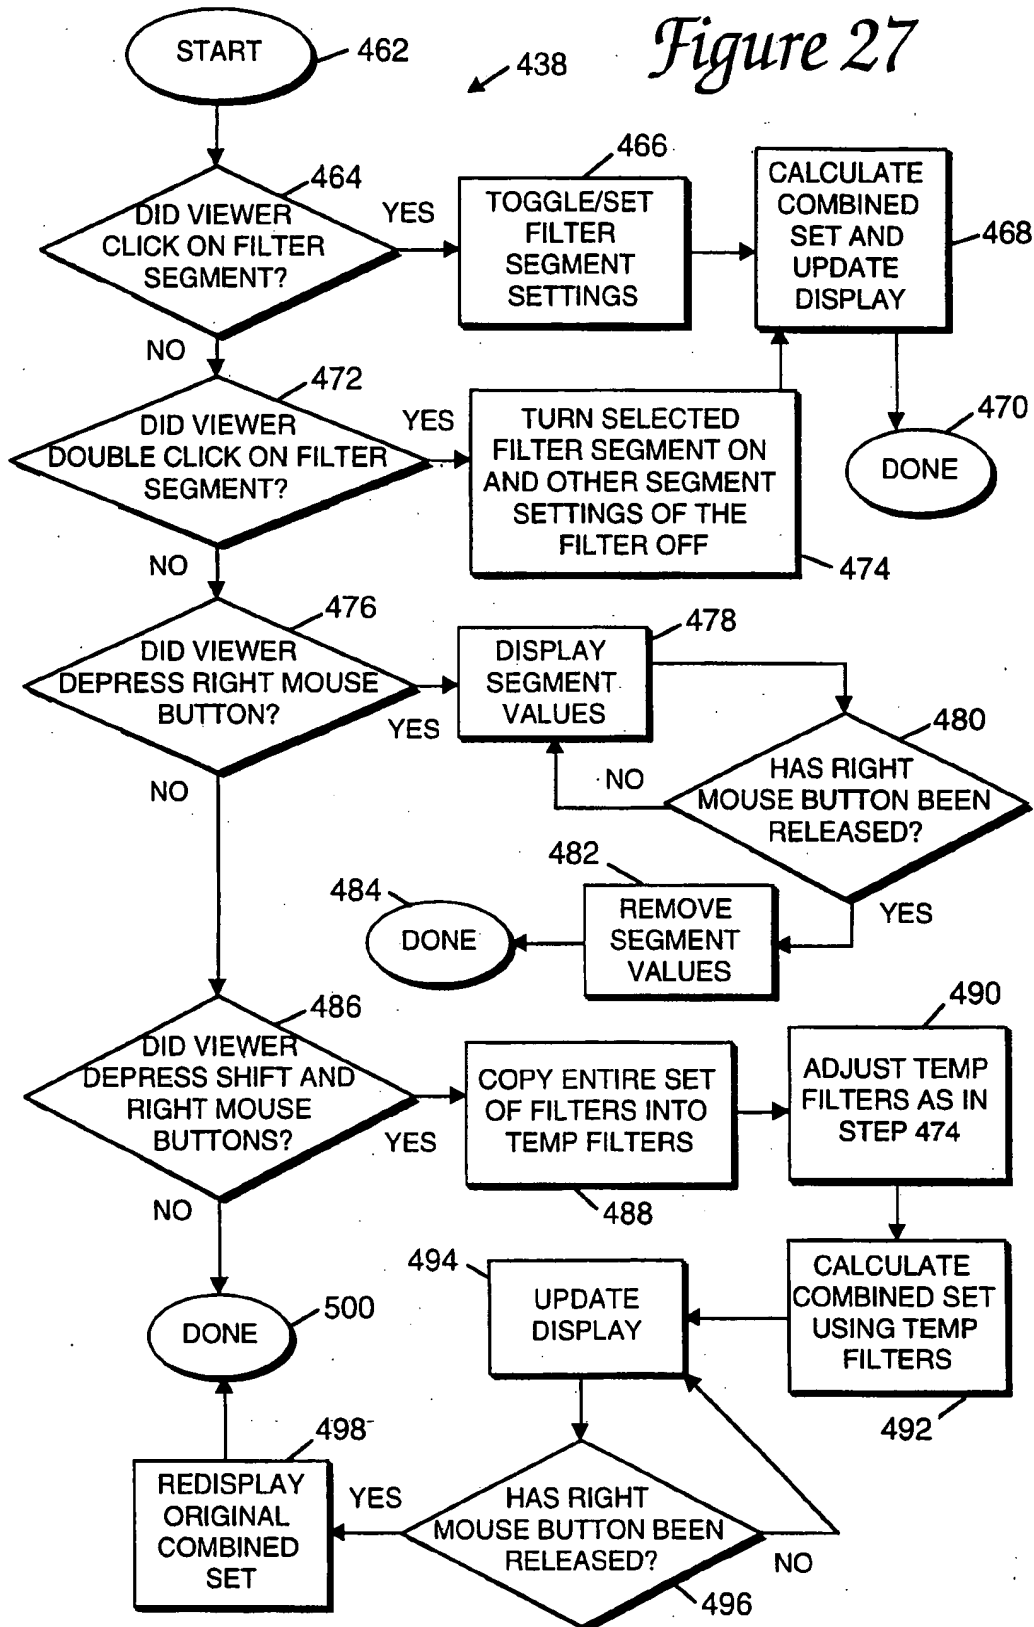 Figure 27
START
462
438
464
DID VIEWER
CLICK ON FILTER
SEGMENT?
YES
466
TOGGLE/SET
FILTER
SEGMENT
SETTINGS
CALCULATE
COMBINED
SET AND
UPDATE
DISPLAY
468
NO
470
DONE
472
DID VIEWER
DOUBLE CLICK ON FILTER
SEGMENT?
YES
TURN SELECTED
FILTER SEGMENT ON
AND OTHER SEGMENT
SETTINGS OF THE
FILTER OFF
474
NO
476
DID VIEWER
DEPRESS RIGHT MOUSE
BUTTON?
YES
478
DISPLAY
SEGMENT
VALUES
480
HAS RIGHT
MOUSE BUTTON BEEN
RELEASED?
NO
NO
YES
482
REMOVE
SEGMENT
VALUES
484
DONE
486
DID VIEWER
DEPRESS SHIFT AND
RIGHT MOUSE
BUTTONS?
YES
COPY ENTIRE SET
OF FILTERS INTO
TEMP FILTERS
488
490
ADJUST TEMP
FILTERS AS IN
STEP 474
NO
CALCULATE
COMBINED SET
USING TEMP
FILTERS
492
494
UPDATE
DISPLAY
500
DONE
498
REDISPLAY
ORIGINAL
COMBINED
SET
YES
HAS RIGHT
MOUSE BUTTON BEEN
RELEASED?
NO
496